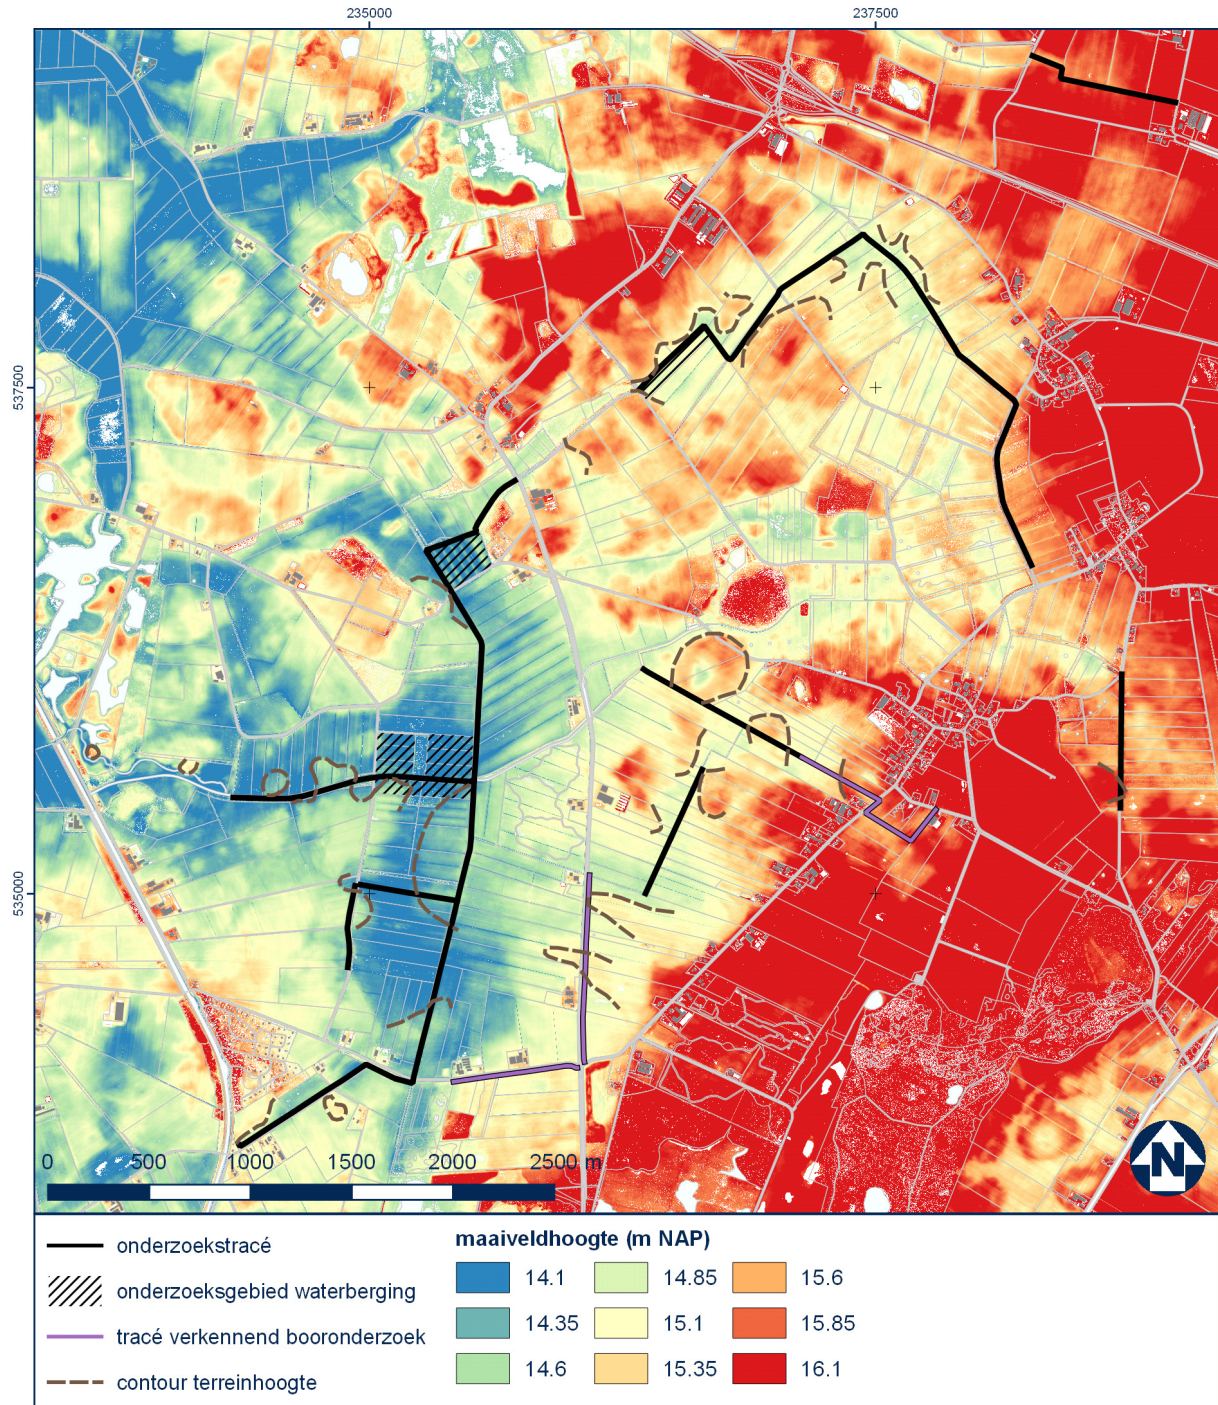 235000 237500
537500
535000
0 500 1000 1500 2000 2500 m
N
onderzoekstracé
onderzoeksgebied waterberging
tracé verkennend booronderzoek
contour terreinhoogte
maaiveldhoogte (m NAP)
14.1 14.85 15.6
14.35 15.1 15.85
14.6 15.35 16.1